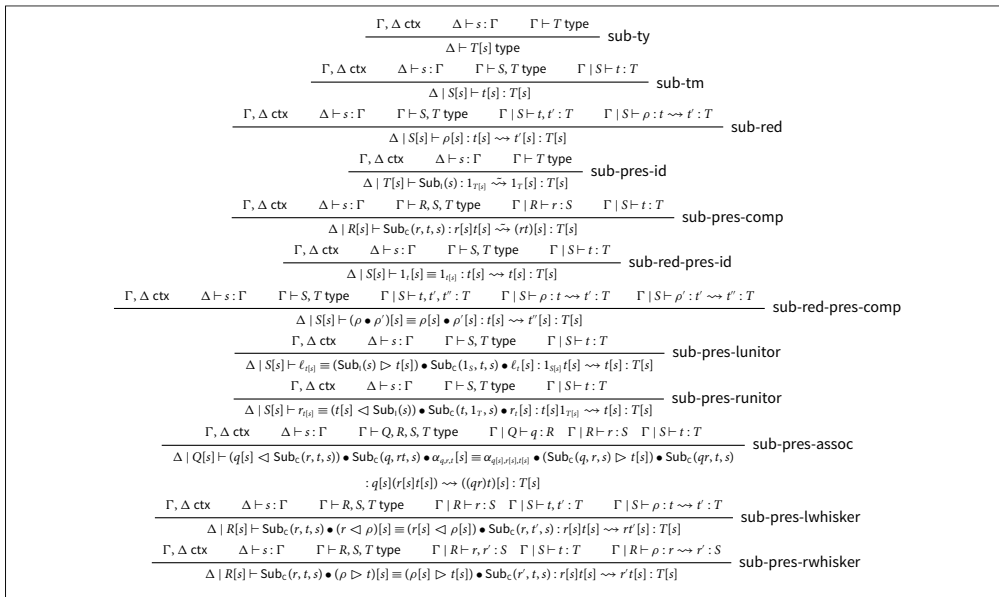 Γ, Δ ctx Δ ⊢ s : Γ Γ ⊢ T type
Δ ⊢ T[s] type
sub-ty
Γ, Δ ctx Δ ⊢ s : Γ Γ ⊢ S, T type Γ | S ⊢ t : T
Δ | S[s] ⊢ t[s] : T[s]
sub-tm
Γ, Δ ctx Δ ⊢ s : Γ Γ ⊢ S, T type Γ | S ⊢ t, t′ : T Γ | S ⊢ ρ : t ⇝ t′ : T
Δ | S[s] ⊢ ρ[s] : t[s] ⇝ t′[s] : T[s]
sub-red
Γ, Δ ctx Δ ⊢ s : Γ Γ ⊢ T type
Δ | T[s] ⊢ Subᵢ(s) : 1_{T[s]} ⇝̃ 1_T[s] : T[s]
sub-pres-id
Γ, Δ ctx Δ ⊢ s : Γ Γ ⊢ R, S, T type Γ | R ⊢ r : S Γ | S ⊢ t : T
Δ | R[s] ⊢ Sub_C(r, t, s) : r[s]t[s] ⇝̃ (rt)[s] : T[s]
sub-pres-comp
Γ, Δ ctx Δ ⊢ s : Γ Γ ⊢ S, T type Γ | S ⊢ t : T
Δ | S[s] ⊢ 1_t[s] ≡ 1_{t[s]} : t[s] ⇝ t[s] : T[s]
sub-red-pres-id
Γ, Δ ctx Δ ⊢ s : Γ Γ ⊢ S, T type Γ | S ⊢ t, t′, t″ : T Γ | S ⊢ ρ : t ⇝ t′ : T Γ | S ⊢ ρ′ : t′ ⇝ t″ : T
Δ | S[s] ⊢ (ρ • ρ′)[s] ≡ ρ[s] • ρ′[s] : t[s] ⇝ t″[s] : T[s]
sub-red-pres-comp
Γ, Δ ctx Δ ⊢ s : Γ Γ ⊢ S, T type Γ | S ⊢ t : T
Δ | S[s] ⊢ ℓ_{t[s]} ≡ (Subᵢ(s) ▷ t[s]) • Sub_C(1_S, t, s) • ℓ_t[s] : 1_{S[s]}t[s] ⇝ t[s] : T[s]
sub-pres-lunitor
Γ, Δ ctx Δ ⊢ s : Γ Γ ⊢ S, T type Γ | S ⊢ t : T
Δ | S[s] ⊢ r_{t[s]} ≡ (t[s] ◁ Subᵢ(s)) • Sub_C(t, 1_T, s) • r_t[s] : t[s]1_{T[s]} ⇝ t[s] : T[s]
sub-pres-runitor
Γ, Δ ctx Δ ⊢ s : Γ Γ ⊢ Q, R, S, T type Γ | Q ⊢ q : R Γ | R ⊢ r : S Γ | S ⊢ t : T
Δ | Q[s] ⊢ (q[s] ◁ Sub_C(r, t, s)) • Sub_C(q, rt, s) • α_{q,r,t}[s] ≡ α_{q[s],r[s],t[s]} • (Sub_C(q, r, s) ▷ t[s]) • Sub_C(qr, t, s)
: q[s](r[s]t[s]) ⇝ ((qr)t)[s] : T[s]
sub-pres-assoc
Γ, Δ ctx Δ ⊢ s : Γ Γ ⊢ R, S, T type Γ | R ⊢ r : S Γ | S ⊢ t, t′ : T Γ | S ⊢ ρ : t ⇝ t′ : T
Δ | R[s] ⊢ Sub_C(r, t, s) • (r ◁ ρ)[s] ≡ (r[s] ◁ ρ[s]) • Sub_C(r, t′, s) : r[s]t[s] ⇝ rt′[s] : T[s]
sub-pres-lwhisker
Γ, Δ ctx Δ ⊢ s : Γ Γ ⊢ R, S, T type Γ | R ⊢ r, r′ : S Γ | S ⊢ t : T Γ | R ⊢ ρ : r ⇝ r′ : S
Δ | R[s] ⊢ Sub_C(r, t, s) • (ρ ▷ t)[s] ≡ (ρ[s] ▷ t[s]) • Sub_C(r′, t, s) : r[s]t[s] ⇝ r′t[s] : T[s]
sub-pres-rwhisker